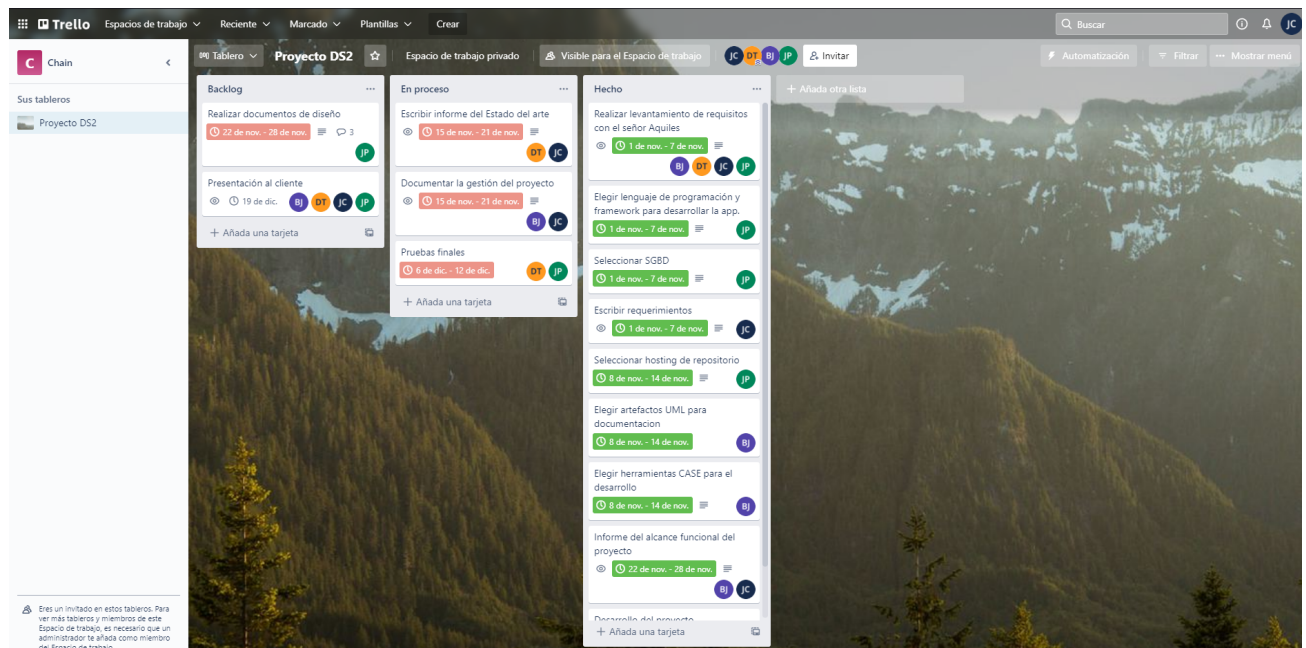 Trello
Espacios de trabajo
Reciente
Marcado
Plantillas
Crear
Buscar
JC
C
Chain
Tablero
Proyecto DS2
Espacio de trabajo privado
Visible para el Espacio de trabajo
JC DT BJ JP
Invitar
Automatización
Filtrar
Mostrar menú
Sus tableros
Proyecto DS2
Backlog
Realizar documentos de diseño
22 de nov. - 28 de nov.
3
JP
Presentación al cliente
19 de dic.
BJ DT JC JP
+ Añada una tarjeta
En proceso
Escribir informe del Estado del arte
15 de nov. - 21 de nov.
DT JC
Documentar la gestión del proyecto
15 de nov. - 21 de nov.
BJ JC
Pruebas finales
6 de dic. - 12 de dic.
DT JP
+ Añada una tarjeta
Hecho
Realizar levantamiento de requisitos
con el señor Aquiles
1 de nov. - 7 de nov.
BJ DT JC JP
Elegir lenguaje de programación y
framework para desarrollar la app.
1 de nov. - 7 de nov.
JP
Seleccionar SGBD
1 de nov. - 7 de nov.
JP
Escribir requerimientos
1 de nov. - 7 de nov.
JC
Seleccionar hosting de repositorio
8 de nov. - 14 de nov.
JP
Elegir artefactos UML para
documentacion
8 de nov. - 14 de nov.
BJ
Elegir herramientas CASE para el
desarrollo
8 de nov. - 14 de nov.
BJ
Informe del alcance funcional del
proyecto
22 de nov. - 28 de nov.
BJ JC
Desarrollo del proyecto
+ Añada una tarjeta
+ Añada otra lista
Eres un invitado en estos tableros. Para
ver más tableros y miembros de este
Espacio de trabajo, es necesario que un
administrador te añada como miembro
del Espacio de trabajo.